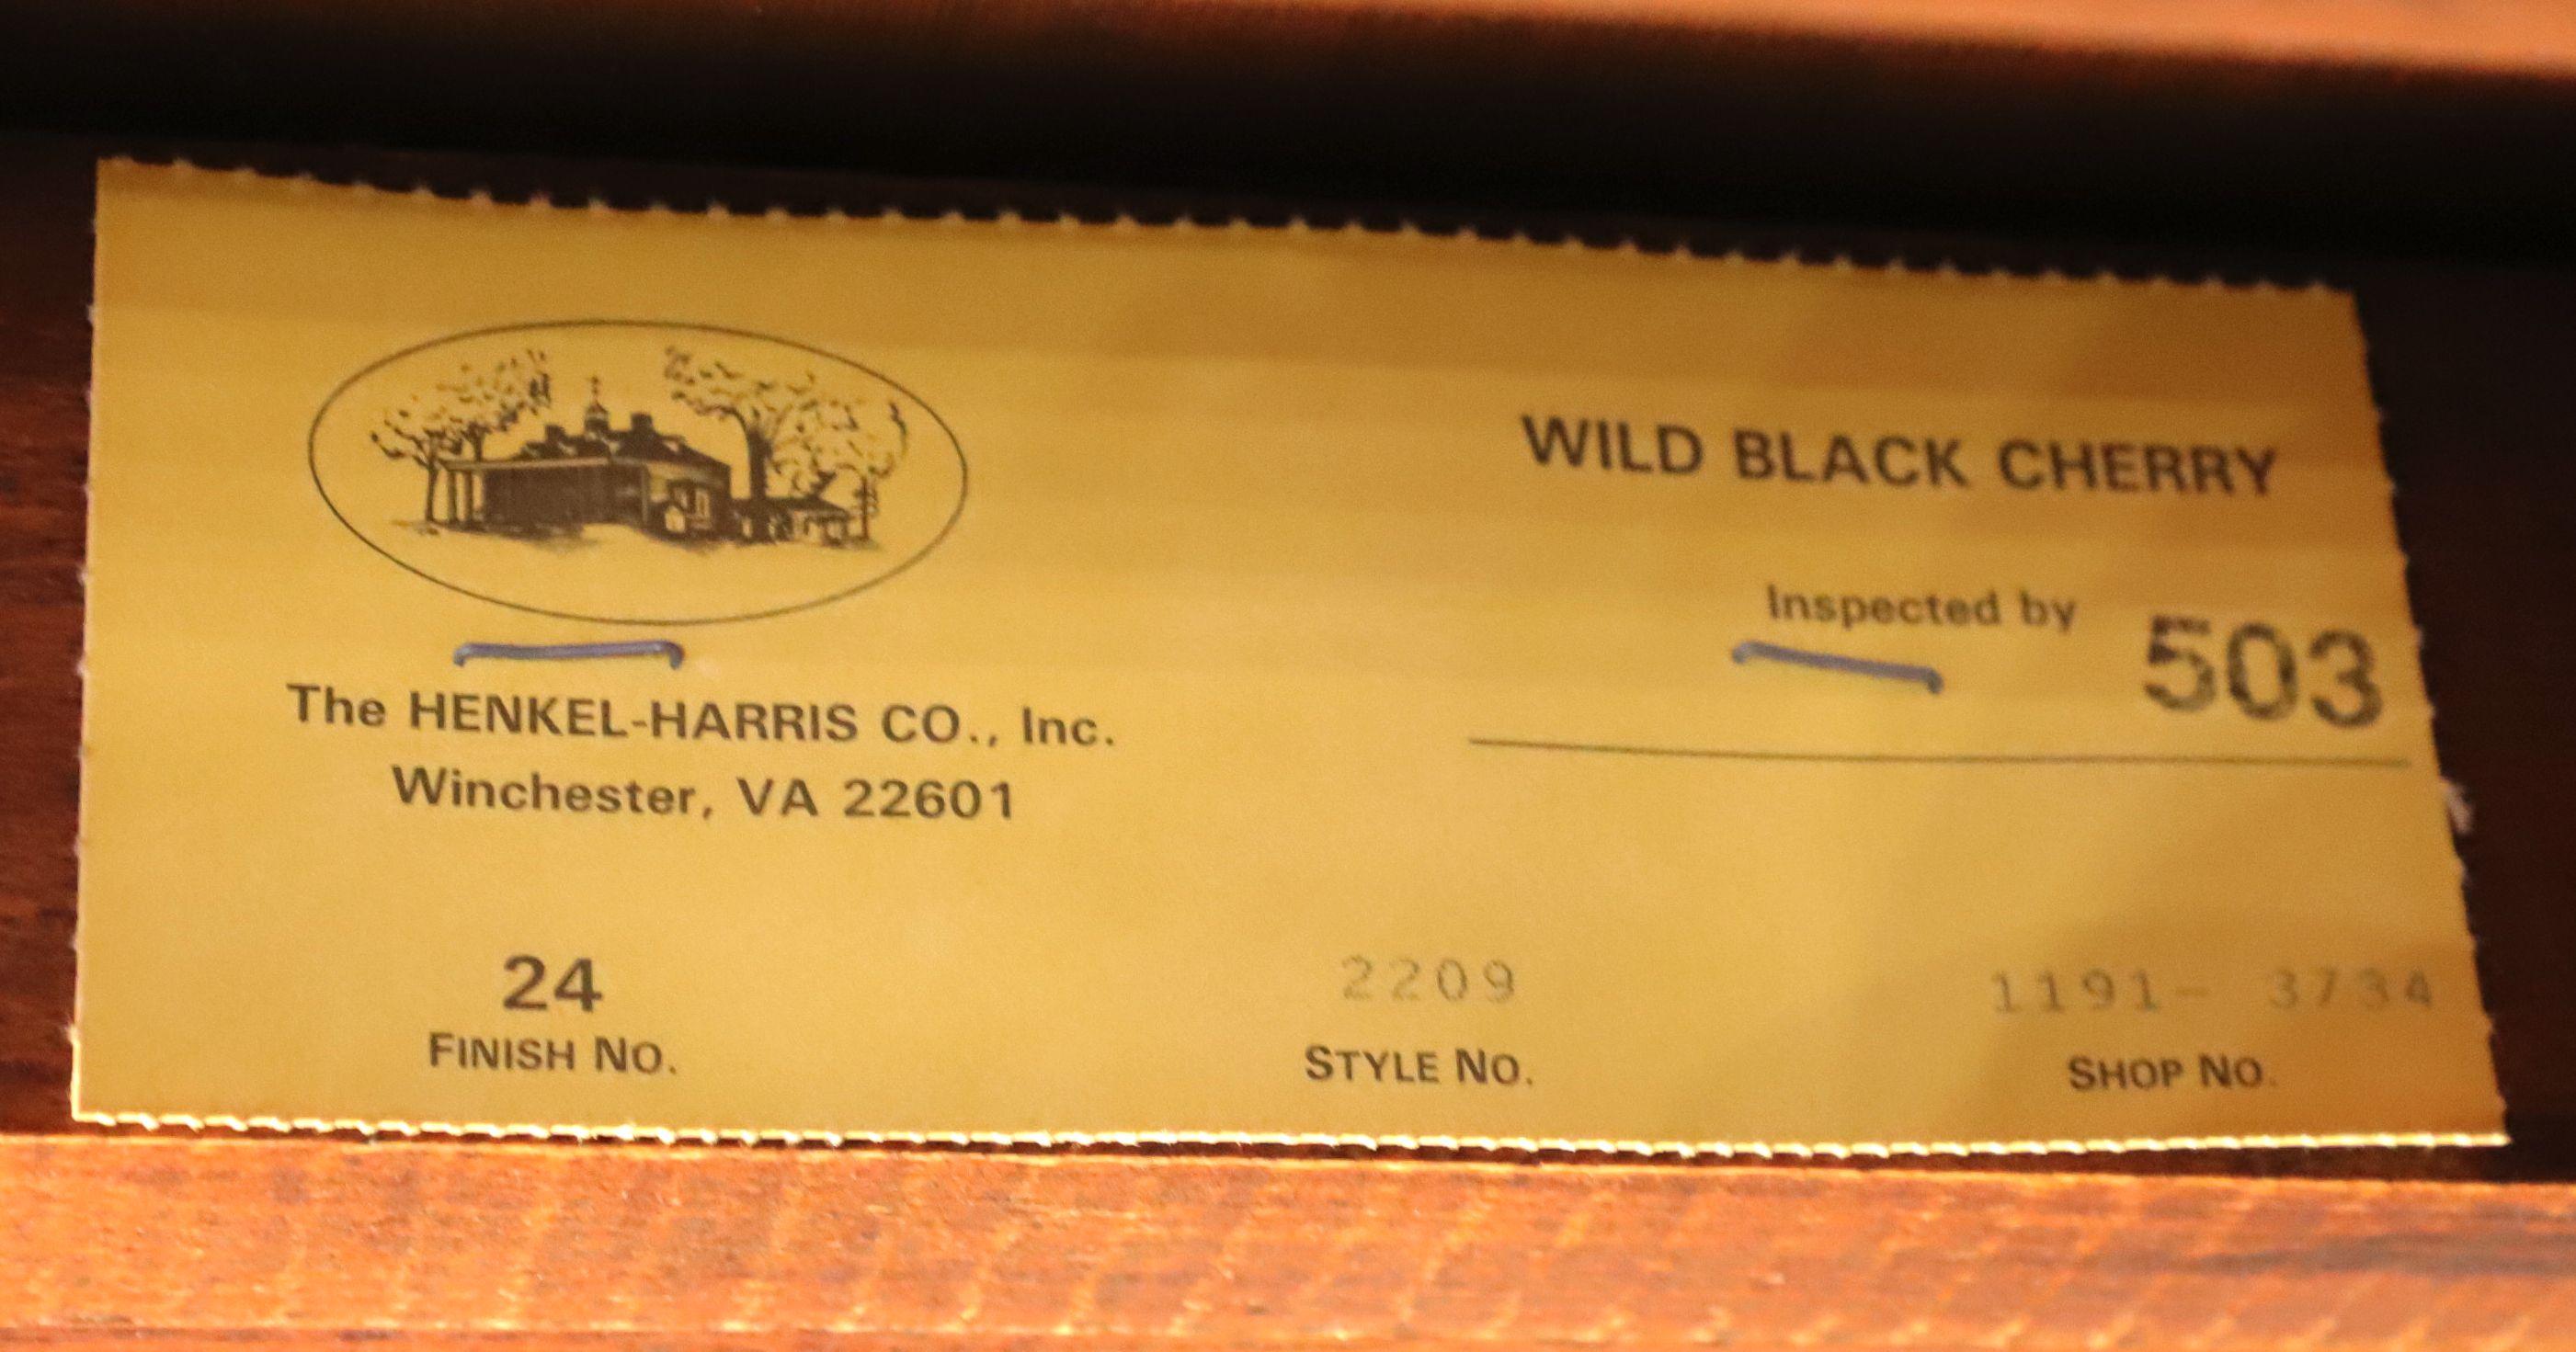 The HENKEL-HARRIS CO., Inc.
Winchester, VA 22601
WILD BLACK CHERRY
Inspected by 503
24
FINISH NO.
2209
STYLE NO.
1191- 3734
SHOP NO.